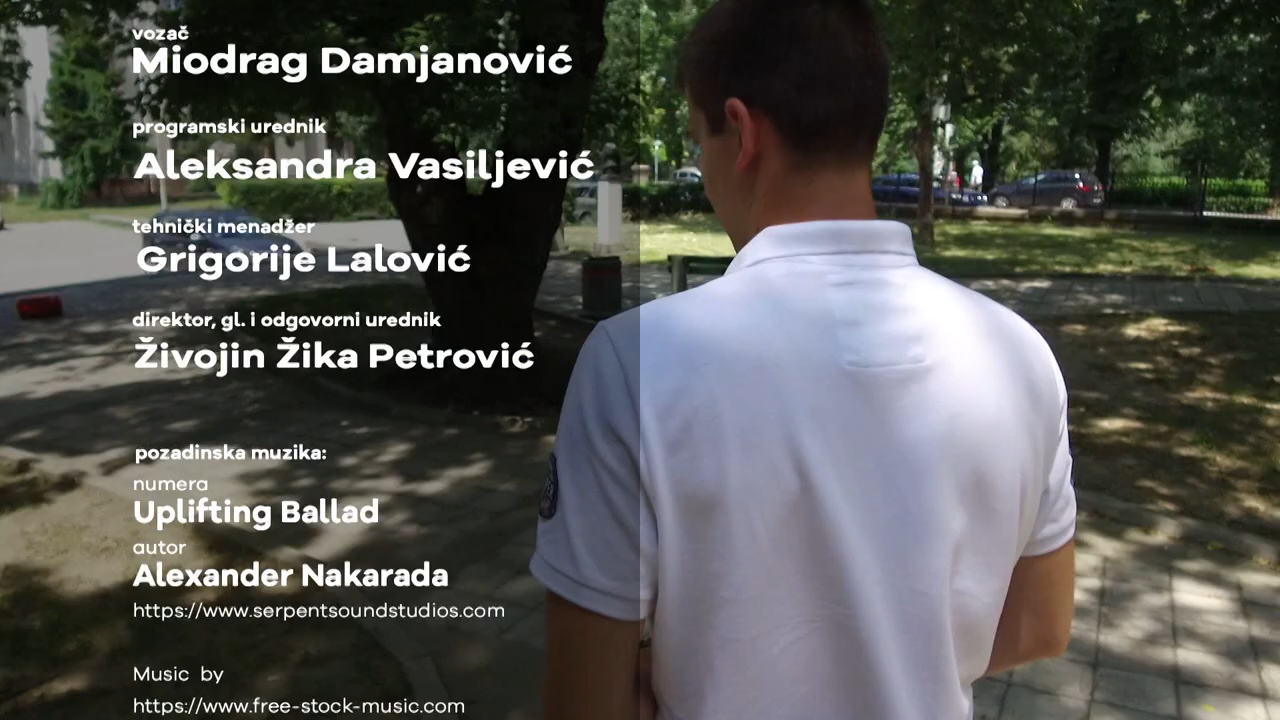 vozač
Miodrag Damjanović
programski urednik
Aleksandra Vasiljević
tehnički menadžer
Grigorije Lalović
direktor, gl. i odgovorni urednik
Živojin Žika Petrović
pozadinska muzika:
numera
Uplifting Ballad
autor
Alexander Nakarada
https://www.serpentsoundstudios.com
Music by
https://www.free-stock-music.com